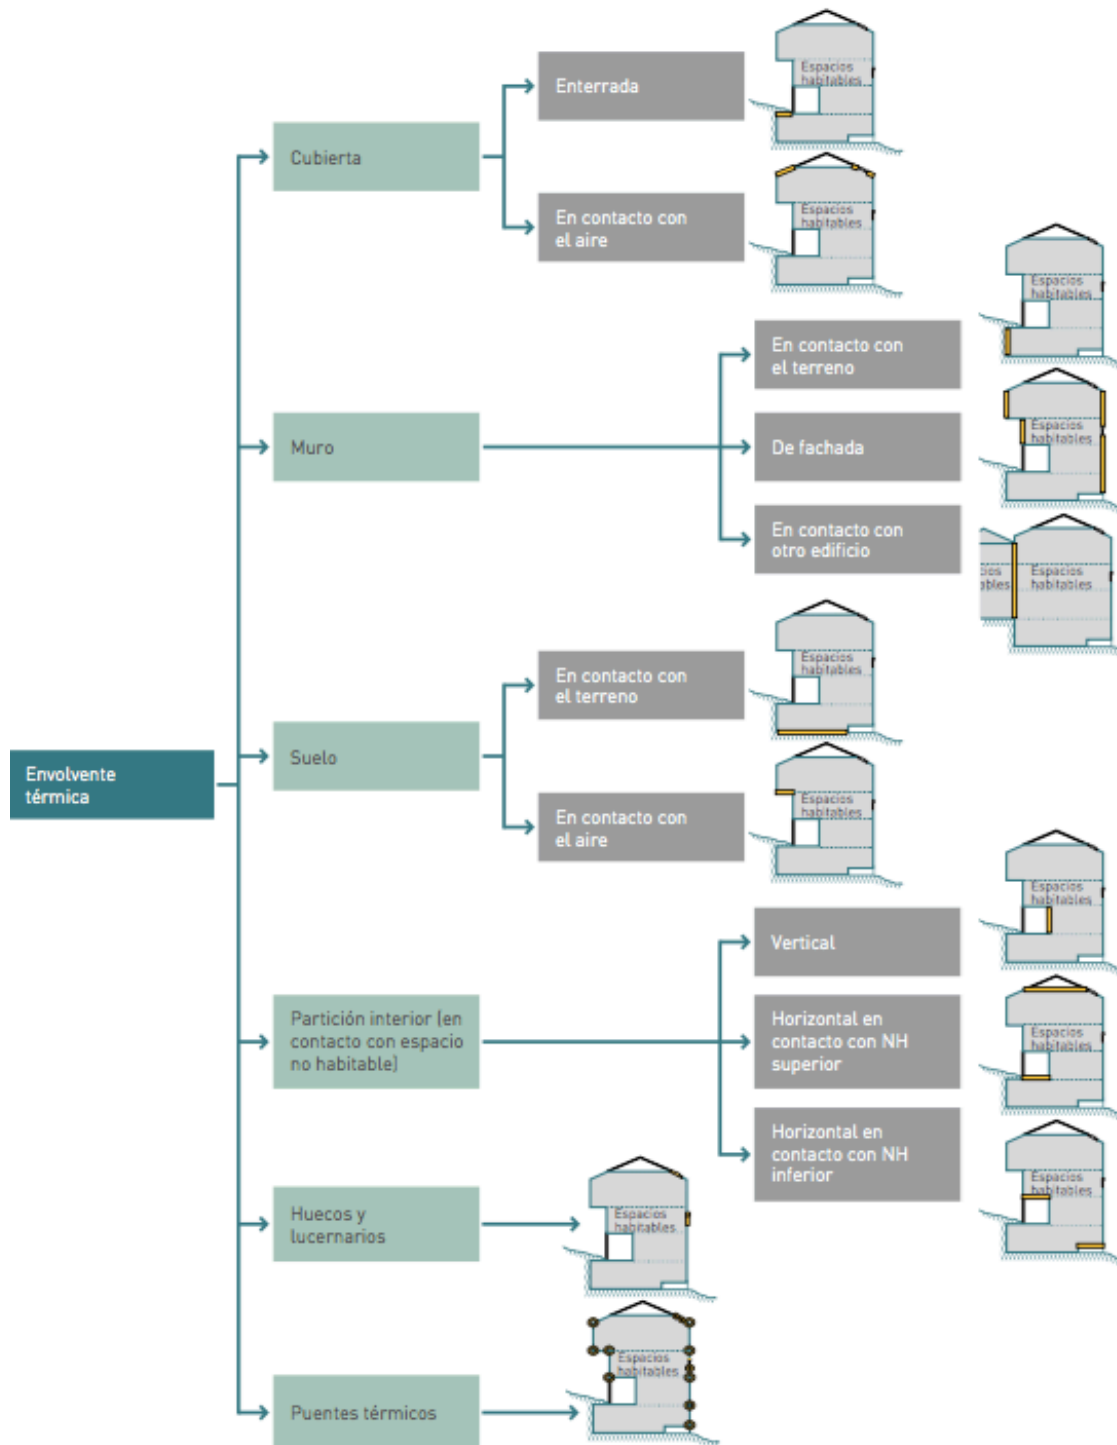 Envolvente
térmica
Cubierta
Enterrada
Espacios
habitables
En contacto con
el aire
Espacios
habitables
Muro
En contacto con
el terreno
Espacios
habitables
De fachada
Espacios
habitables
En contacto con
otro edificio
cios
ables
Espacios
habitables
Suelo
En contacto con
el terreno
Espacios
habitables
En contacto con
el aire
Espacios
habitables
Partición interior (en
contacto con espacio
no habitable)
Vertical
Espacios
habitables
Horizontal en
contacto con NH
superior
Espacios
habitables
Horizontal en
contacto con NH
inferior
Espacios
habitables
Huecos y
lucernarios
Espacios
habitables
Puentes térmicos
Espacios
habitables